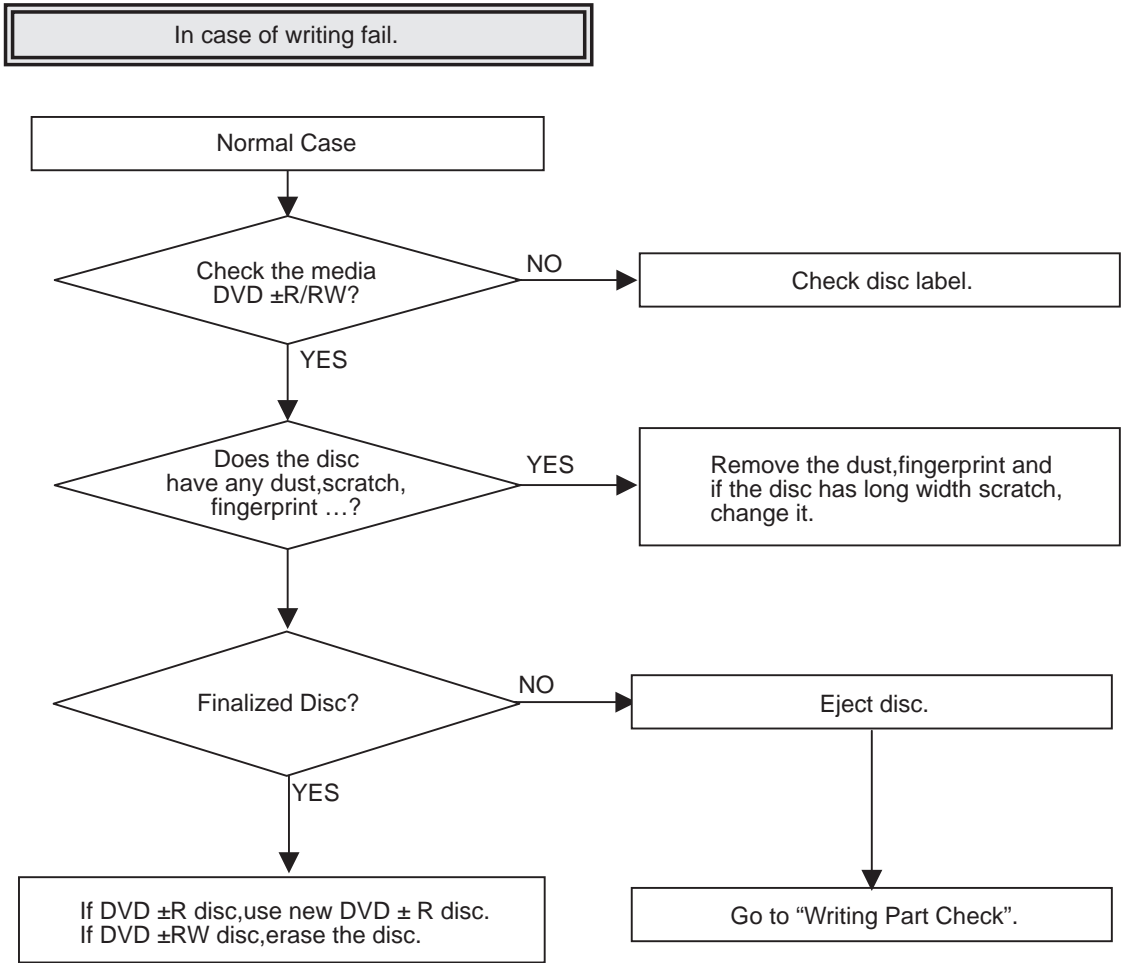 In case of writing fail.
Normal Case
Check the media
DVD ±R/RW?
NO
Check disc label.
YES
Does the disc
have any dust,scratch,
fingerprint …?
YES
Remove the dust,fingerprint and
if the disc has long width scratch,
change it.
Finalized Disc?
NO
Eject disc.
YES
If DVD ±R disc,use new DVD ± R disc.
If DVD ±RW disc,erase the disc.
Go to “Writing Part Check”.